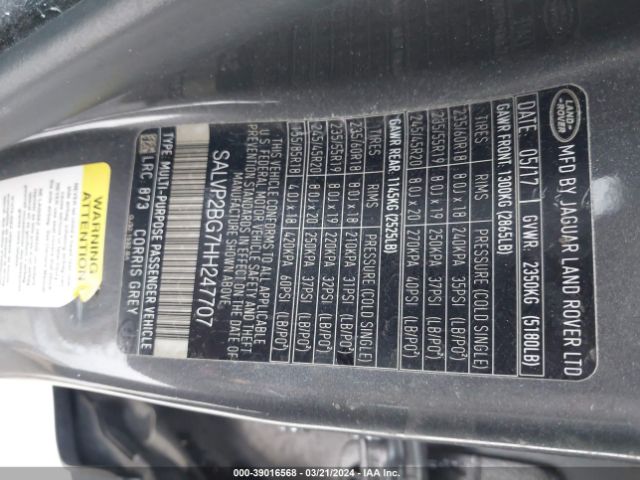 LAND
ROVER
MFD BY JAGUAR LAND ROVER LTD
05/17 GVWR: 2350KG (5180LB)
GAWR FRONT: 1300KG (2865LB)
TIRES RIMS PRESSURE (COLD SINGLE)
235/60R18 8.0J x 18 240KPA 35PSI (LB/PO²)
235/55R19 8.0J x 19 250KPA 37PSI (LB/PO²)
245/45R20 8.0J x 20 270KPA 40PSI (LB/PO²)
GAWR REAR: 1145KG (2525LB)
TIRES RIMS PRESSURE (COLD SINGLE)
235/60R18 8.0J x 18 210KPA 31PSI (LB/PO²)
235/55R19 8.0J x 19 220KPA 32PSI (LB/PO²)
245/45R20 8.0J x 20 250KPA 37PSI (LB/PO²)
4.0J x 18 420KPA 60PSI (LB/PO²)
THIS VEHICLE CONFORMS TO ALL APPLICABLE
U.S. FEDERAL MOTOR VEHICLE SAFETY
BUMPER, AND THEFT
PREVENTION STANDARDS IN EFFECT ON THE DATE OF
MANUFACTURE SHOWN ABOVE.
SALVP2BG7HH247707
TYPE: MULTI-PURPOSE PASSENGER VEHICLE
LRC 873 CORRIS GREY
WARNING
000-39016568 — 03/21/2024 — IAA Inc.